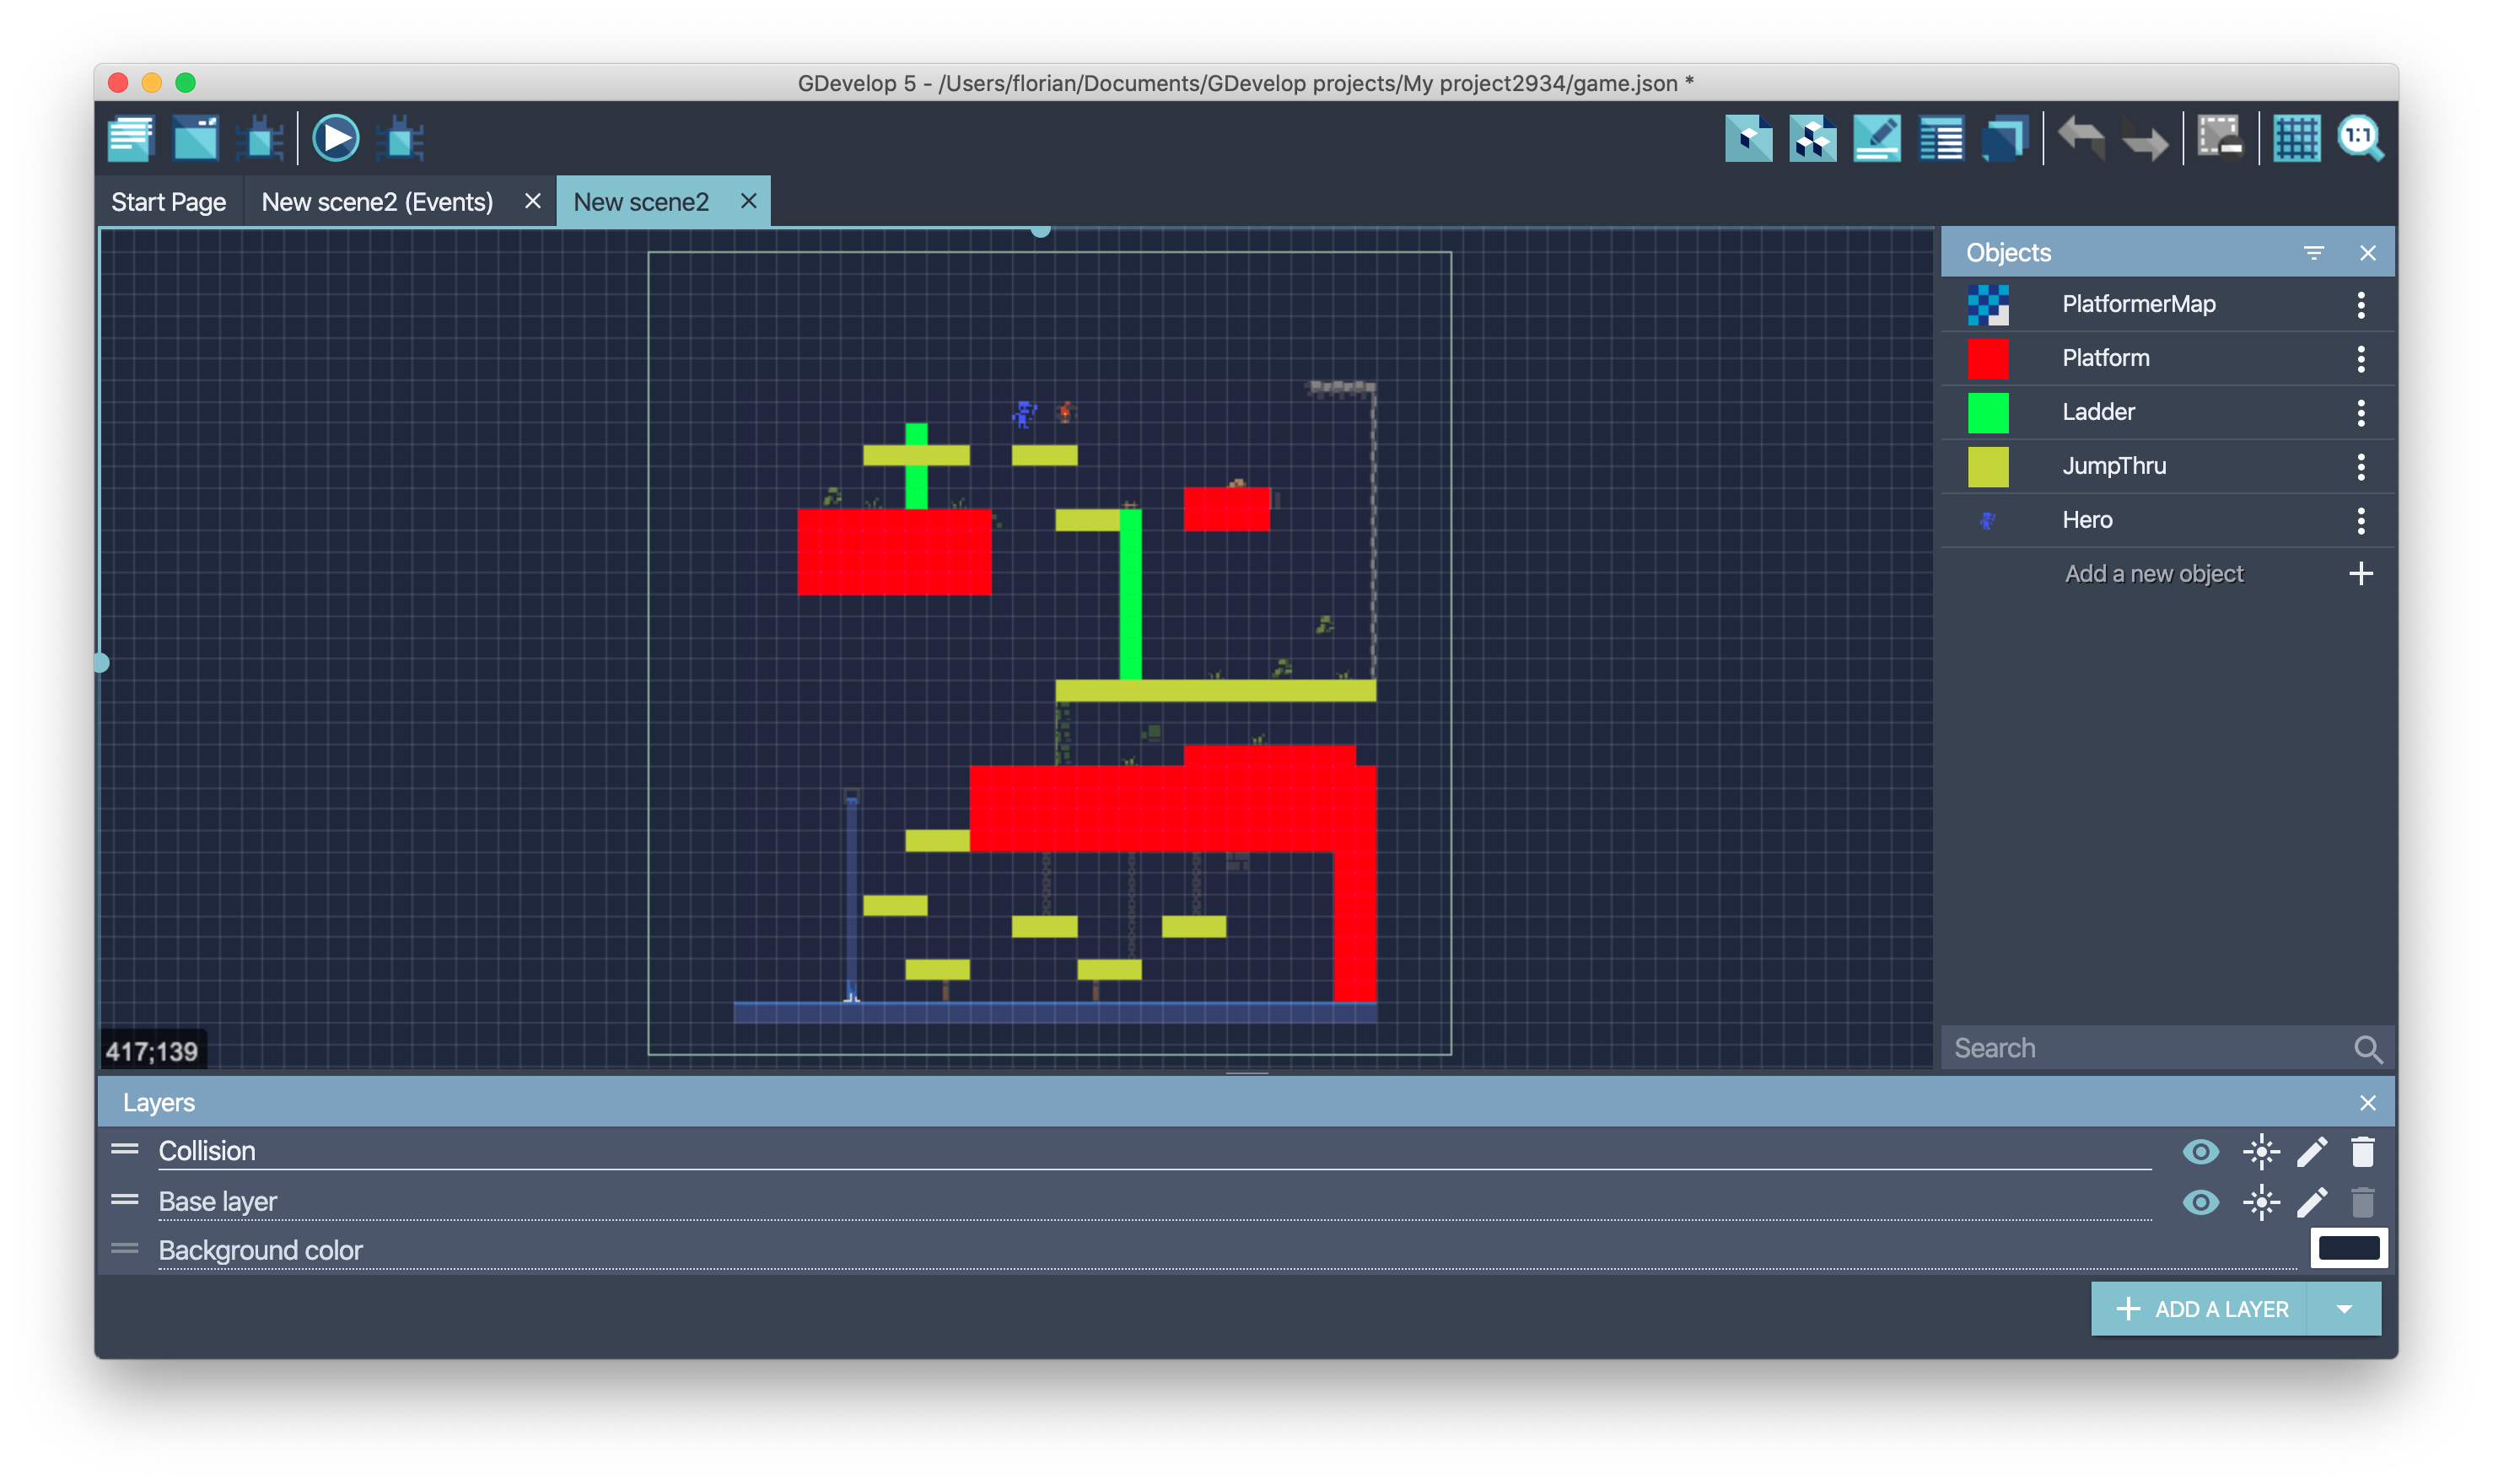 GDevelop 5 - /Users/florian/Documents/GDevelop projects/My project2934/game.json *
1:1
Start Page
New scene2 (Events)
New scene2
Objects
PlatformerMap
Platform
Ladder
JumpThru
Hero
Add a new object
417;139
Search
Layers
Collision
Base layer
Background color
ADD A LAYER